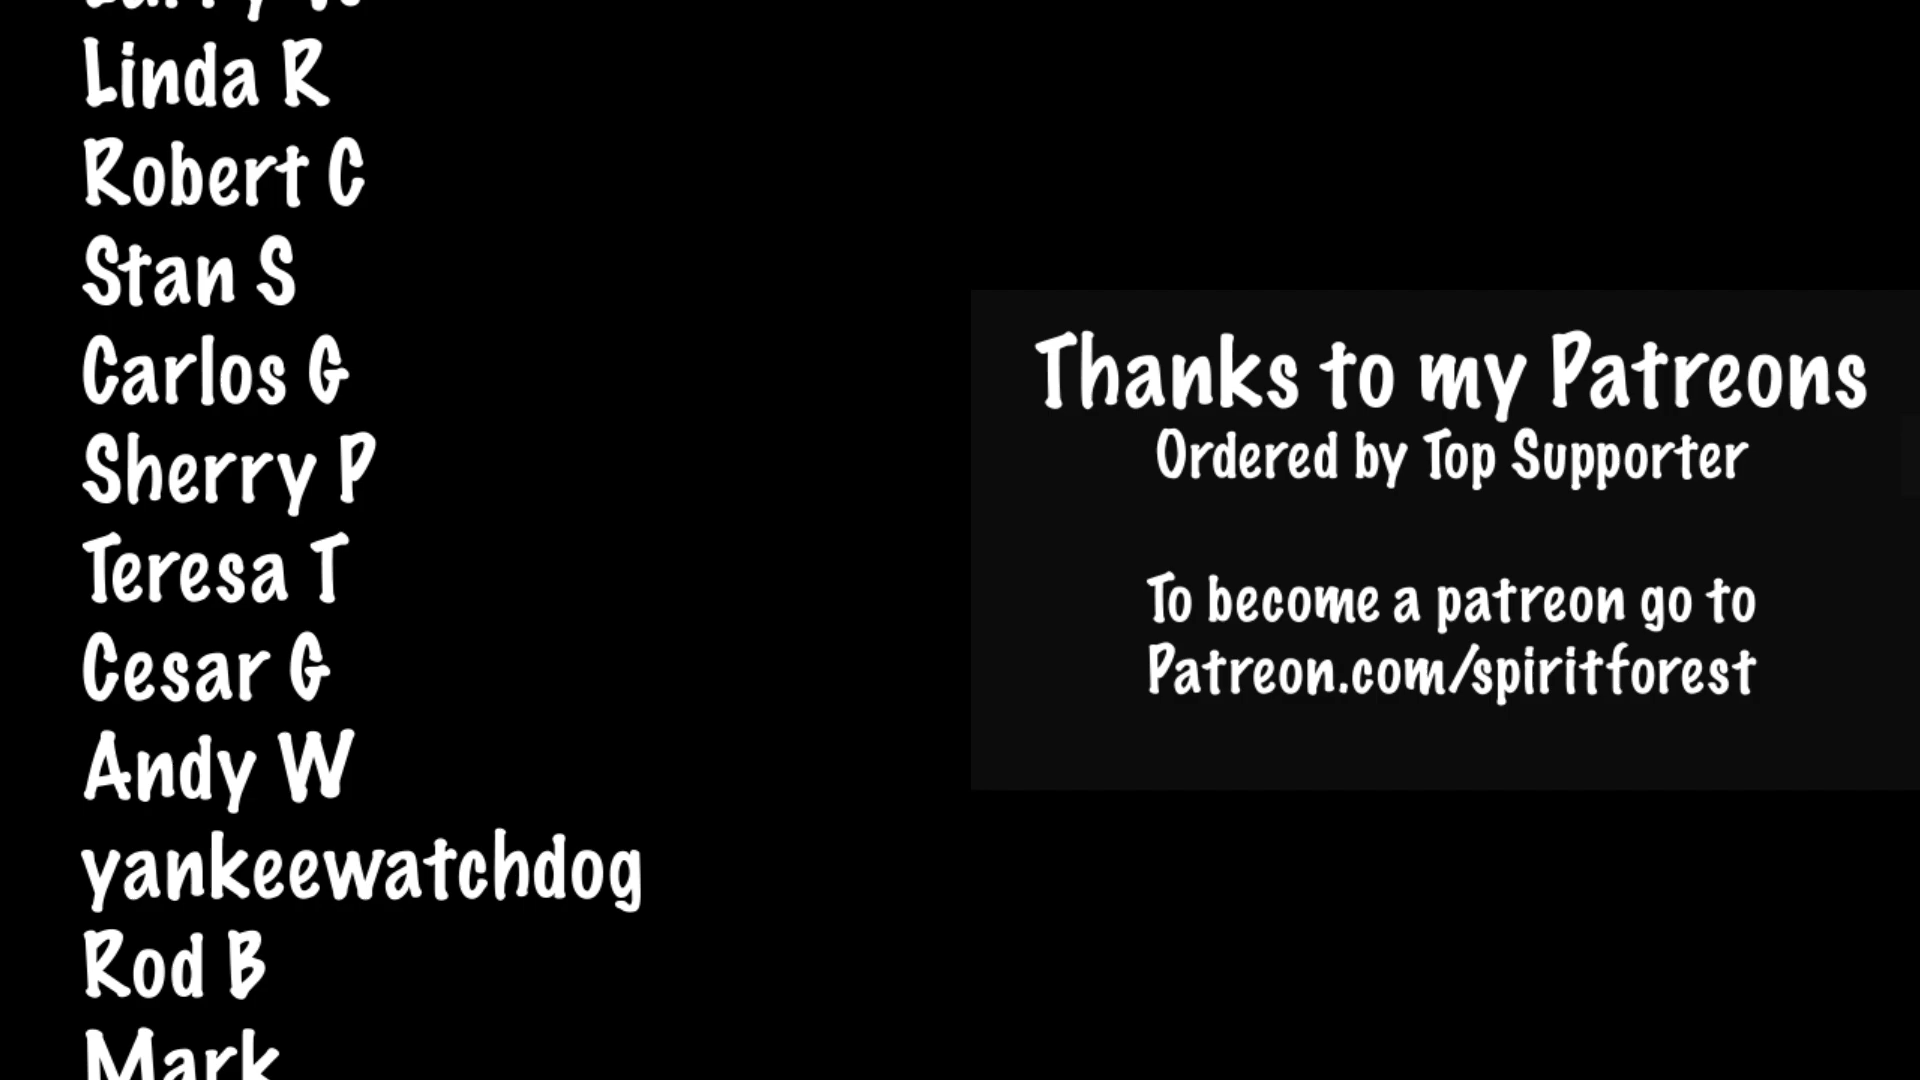 Linda R
Robert C
Stan S
Carlos G
Sherry P
Teresa T
Cesar G
Andy W
yankeewatchdog
Rod B
Mark
Thanks to my Patreons
Ordered by Top Supporter
To become a patreon go to
Patreon.com/spiritforest